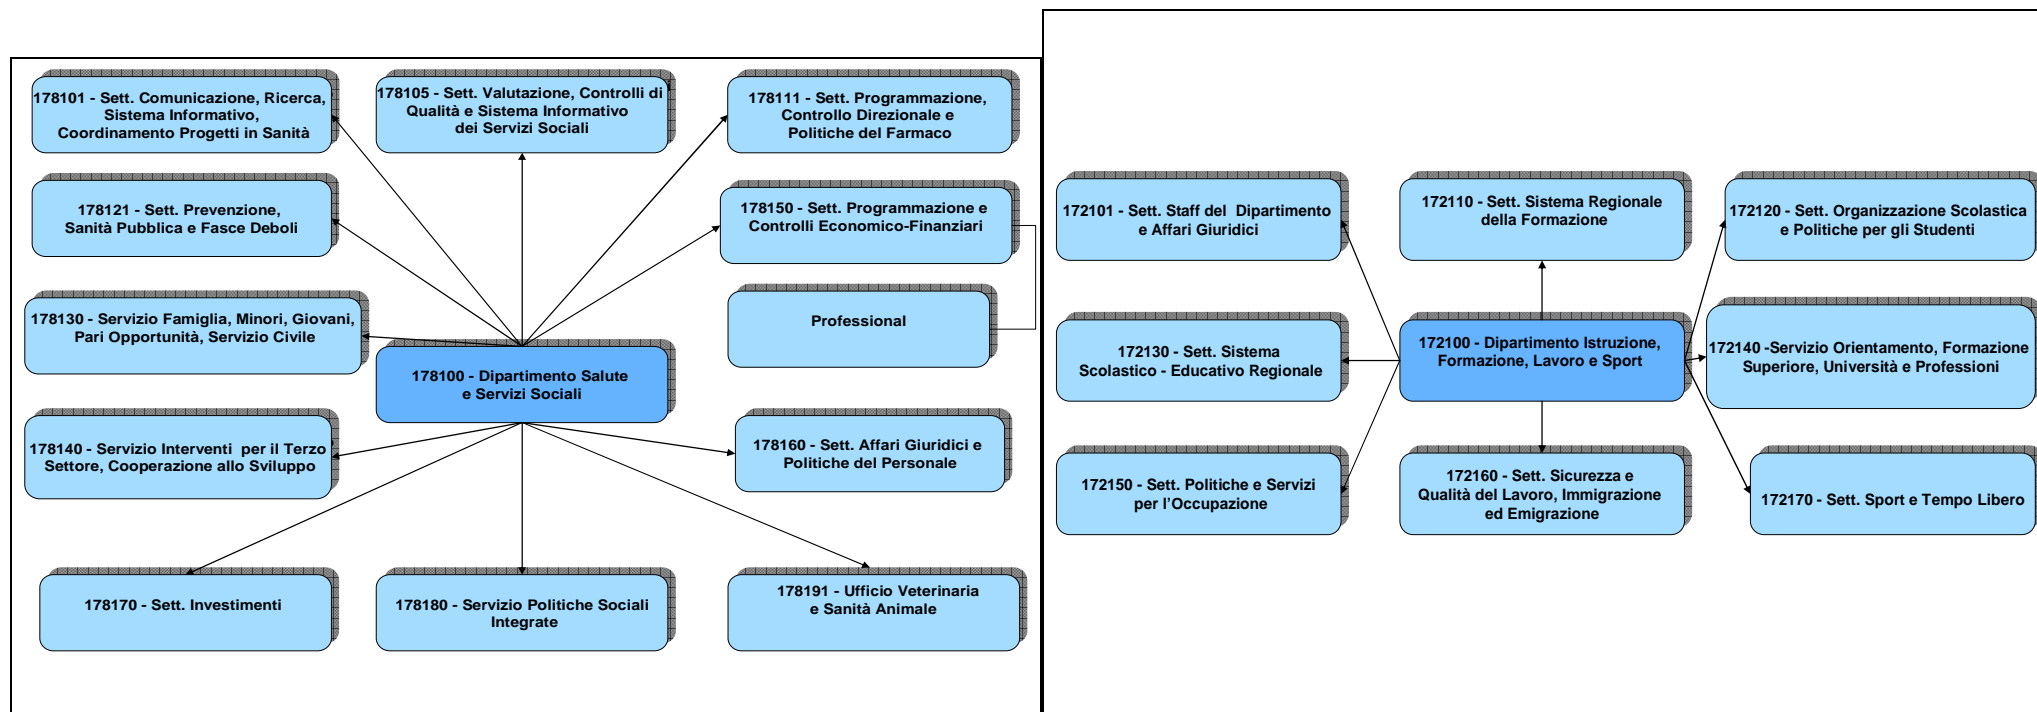 178101 - Sett. Comunicazione, Ricerca,
Sistema Informativo,
Coordinamento Progetti in Sanità
178105 - Sett. Valutazione, Controlli di
Qualità e Sistema Informativo
dei Servizi Sociali
178111 - Sett. Programmazione,
Controllo Direzionale e
Politiche del Farmaco
178121 - Sett. Prevenzione,
Sanità Pubblica e Fasce Deboli
178150 - Sett. Programmazione e
Controlli Economico-Finanziari
178130 - Servizio Famiglia, Minori, Giovani,
Pari Opportunità, Servizio Civile
Professional
178100 - Dipartimento Salute
e Servizi Sociali
178140 - Servizio Interventi  per il Terzo
Settore, Cooperazione allo Sviluppo
178160 - Sett. Affari Giuridici e
Politiche del Personale
178170 - Sett. Investimenti
178180 - Servizio Politiche Sociali
Integrate
178191 - Ufficio Veterinaria
e Sanità Animale
172101 - Sett. Staff del  Dipartimento
e Affari Giuridici
172110 - Sett. Sistema Regionale
della Formazione
172120 - Sett. Organizzazione Scolastica
e Politiche per gli Studenti
172130 - Sett. Sistema
Scolastico - Educativo Regionale
172100 - Dipartimento Istruzione,
Formazione, Lavoro e Sport
172140 -Servizio Orientamento, Formazione
Superiore, Università e Professioni
172150 - Sett. Politiche e Servizi
per l’Occupazione
172160 - Sett. Sicurezza e
Qualità del Lavoro, Immigrazione
ed Emigrazione
172170 - Sett. Sport e Tempo Libero